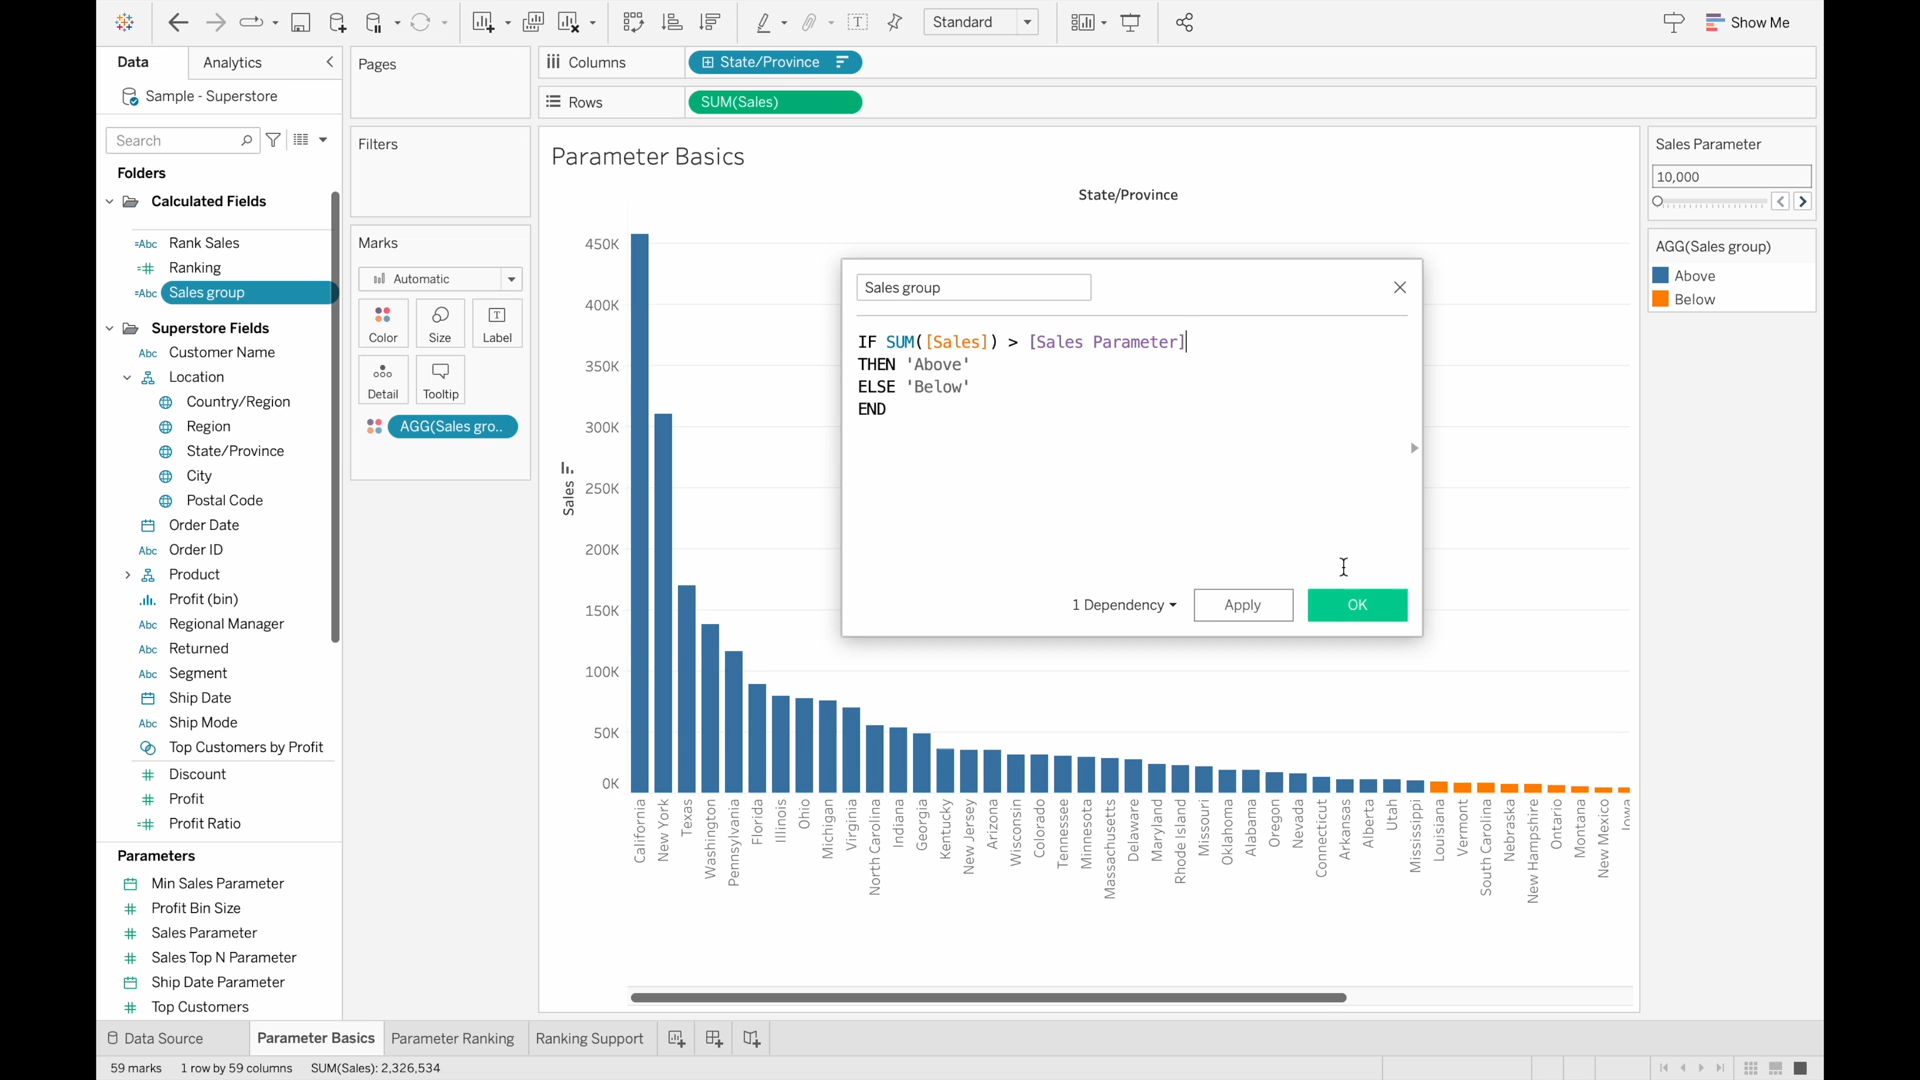 Standard
Show Me
Data
Analytics
Sample - Superstore
Search
Folders
Calculated Fields
=Abc Rank Sales
Ranking
=Abc Sales group
Superstore Fields
Abc Customer Name
Location
Country/Region
Region
State/Province
City
Postal Code
Order Date
Abc Order ID
Product
Profit (bin)
Abc Regional Manager
Abc Returned
Abc Segment
Ship Date
Abc Ship Mode
Top Customers by Profit
Discount
Profit
Profit Ratio
Parameters
Min Sales Parameter
Profit Bin Size
Sales Parameter
Sales Top N Parameter
Ship Date Parameter
Top Customers
Pages
Filters
Marks
Automatic
Color
Size
Label
Detail
Tooltip
AGG(Sales gro..
Columns
State/Province
Rows
SUM(Sales)
Parameter Basics
State/Province
Sales
450K
400K
350K
300K
250K
200K
150K
100K
50K
0K
California
New York
Texas
Washington
Pennsylvania
Florida
Illinois
Ohio
Michigan
Virginia
North Carolina
Indiana
Georgia
Kentucky
New Jersey
Arizona
Wisconsin
Colorado
Tennessee
Minnesota
Massachusetts
Delaware
Maryland
Rhode Island
Missouri
Oklahoma
Alabama
Oregon
Nevada
Connecticut
Arkansas
Alberta
Utah
Mississippi
Louisiana
Vermont
South Carolina
Nebraska
New Hampshire
Ontario
Montana
New Mexico
Iowa
Sales group
IF SUM([Sales]) > [Sales Parameter]
THEN 'Above'
ELSE 'Below'
END
1 Dependency
Apply
OK
Sales Parameter
10,000
AGG(Sales group)
Above
Below
Data Source
Parameter Basics
Parameter Ranking
Ranking Support
59 marks
1 row by 59 columns
SUM(Sales): 2,326,534